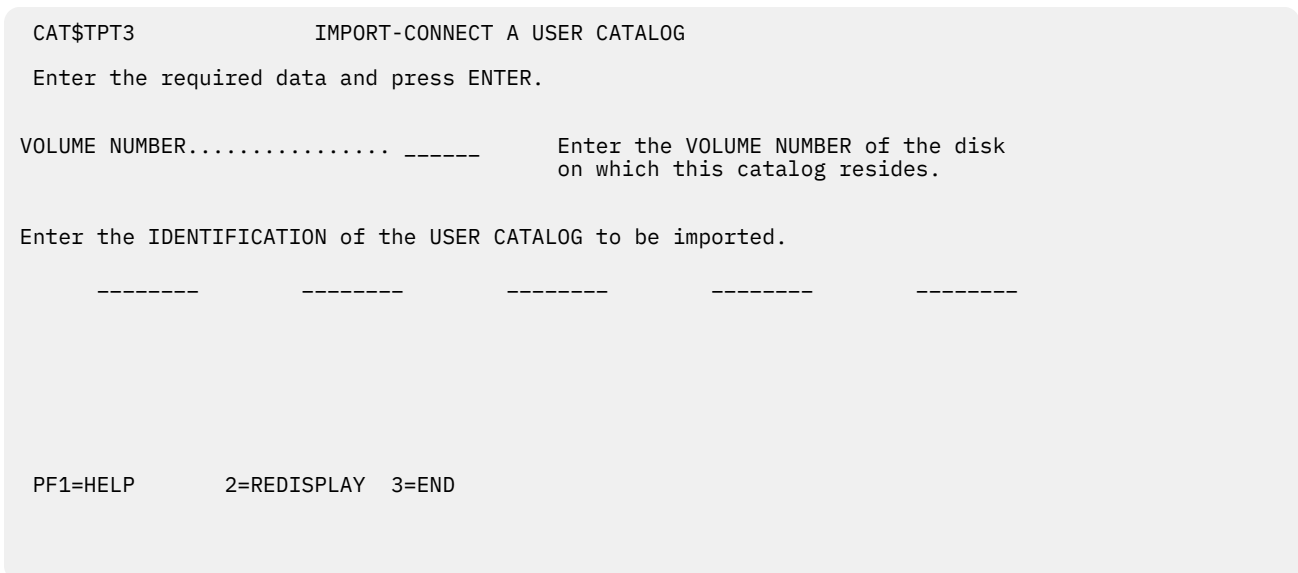 CAT$TPT3 IMPORT-CONNECT A USER CATALOG
Enter the required data and press ENTER.
VOLUME NUMBER................ ______ Enter the VOLUME NUMBER of the disk
on which this catalog resides.
Enter the IDENTIFICATION of the USER CATALOG to be imported.
________ ________ ________ ________ ________
PF1=HELP 2=REDISPLAY 3=END